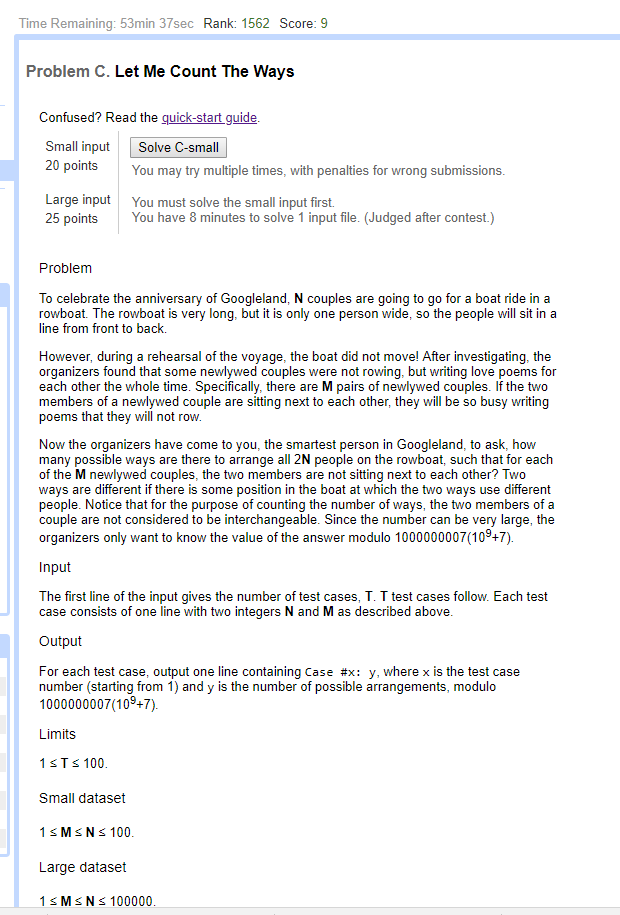 Time Remaining: 53min 37sec Rank: 1562 Score: 9
Problem C. Let Me Count The Ways
Confused? Read the quick-start guide.
Small input
20 points
Solve C-small
You may try multiple times, with penalties for wrong submissions.
Large input
25 points
You must solve the small input first.
You have 8 minutes to solve 1 input file. (Judged after contest.)
Problem
To celebrate the anniversary of Googleland, N couples are going to go for a boat ride in a
rowboat. The rowboat is very long, but it is only one person wide, so the people will sit in a
line from front to back.
However, during a rehearsal of the voyage, the boat did not move! After investigating, the
organizers found that some newlywed couples were not rowing, but writing love poems for
each other the whole time. Specifically, there are M pairs of newlywed couples. If the two
members of a newlywed couple are sitting next to each other, they will be so busy writing
poems that they will not row.
Now the organizers have come to you, the smartest person in Googleland, to ask, how
many possible ways are there to arrange all 2N people on the rowboat, such that for each
of the M newlywed couples, the two members are not sitting next to each other? Two
ways are different if there is some position in the boat at which the two ways use different
people. Notice that for the purpose of counting the number of ways, the two members of a
couple are not considered to be interchangeable. Since the number can be very large, the
organizers only want to know the value of the answer modulo 1000000007(10⁹+7).
Input
The first line of the input gives the number of test cases, T. T test cases follow. Each test
case consists of one line with two integers N and M as described above.
Output
For each test case, output one line containing Case #x: y, where x is the test case
number (starting from 1) and y is the number of possible arrangements, modulo
1000000007(10⁹+7).
Limits
1 ≤ T ≤ 100.
Small dataset
1 ≤ M ≤ N ≤ 100.
Large dataset
1 ≤ M ≤ N ≤ 100000.